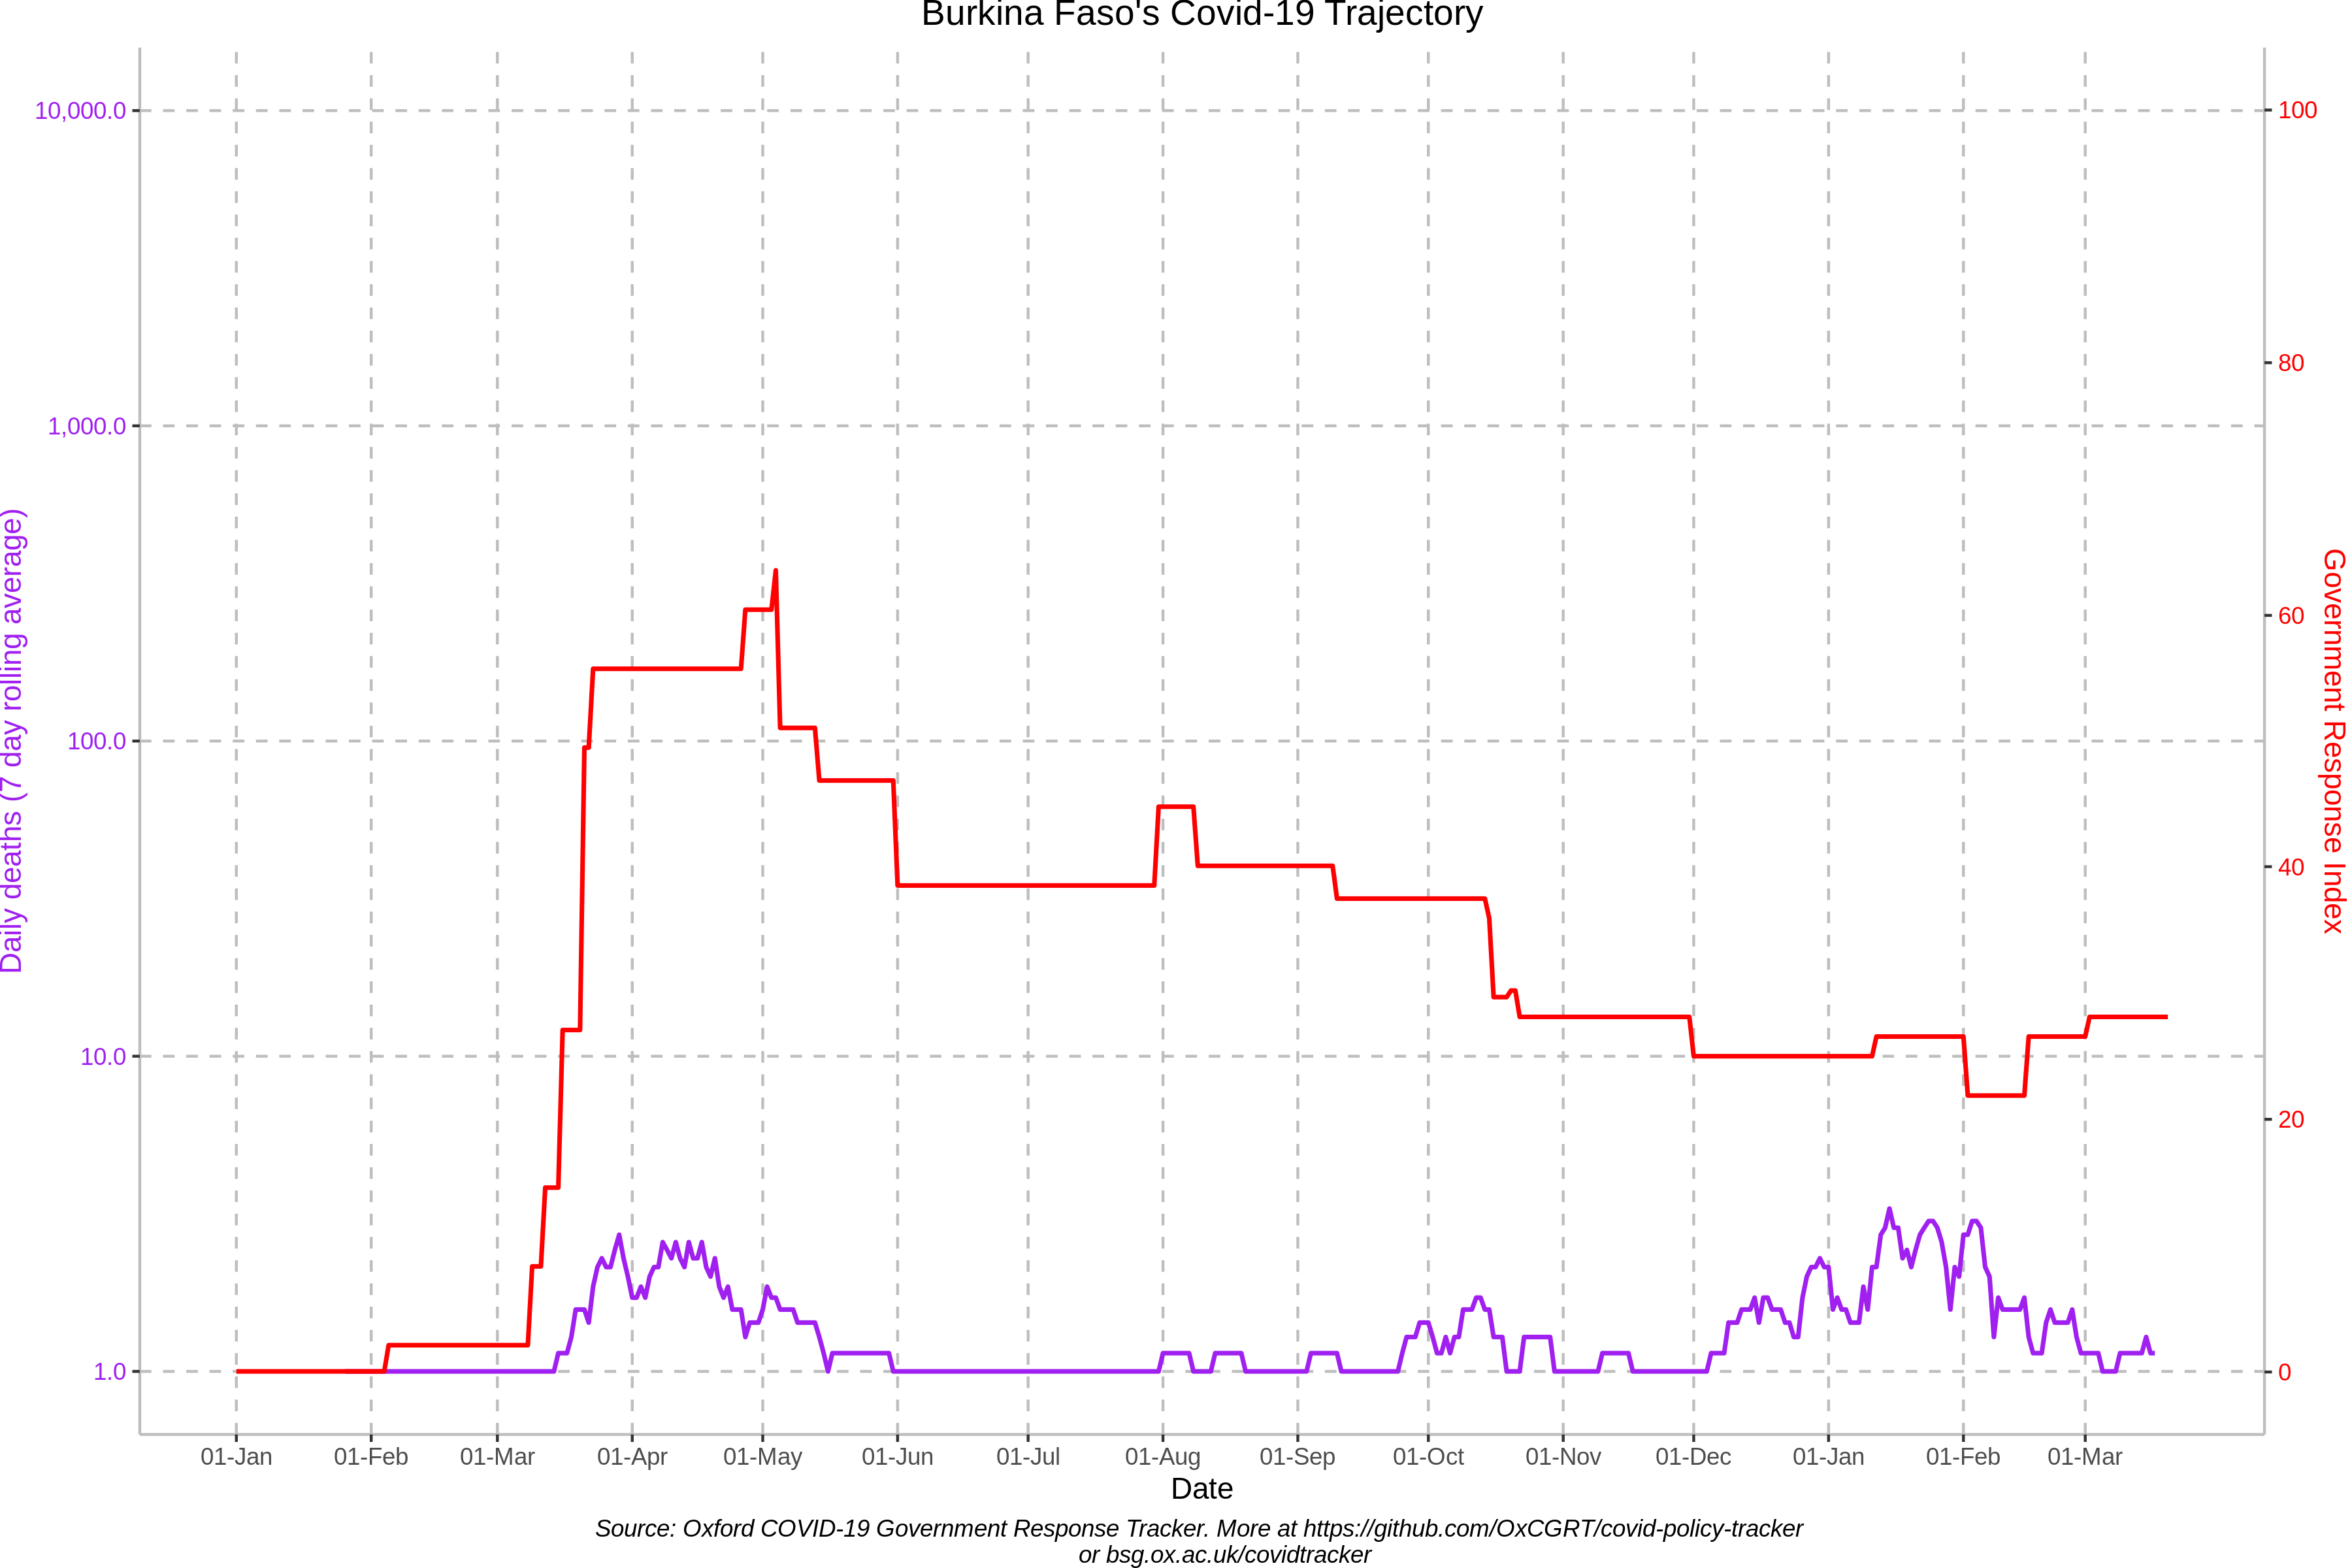 Burkina Faso's Covid-19 Trajectory
10,000.0
1,000.0
100.0
10.0
1.0
Daily deaths (7 day rolling average)
100
80
60
40
20
0
Government Response Index
01-Jan 01-Feb 01-Mar 01-Apr 01-May 01-Jun 01-Jul 01-Aug 01-Sep 01-Oct 01-Nov 01-Dec 01-Jan 01-Feb 01-Mar
Date
Source: Oxford COVID-19 Government Response Tracker. More at https://github.com/OxCGRT/covid-policy-tracker
or bsg.ox.ac.uk/covidtracker